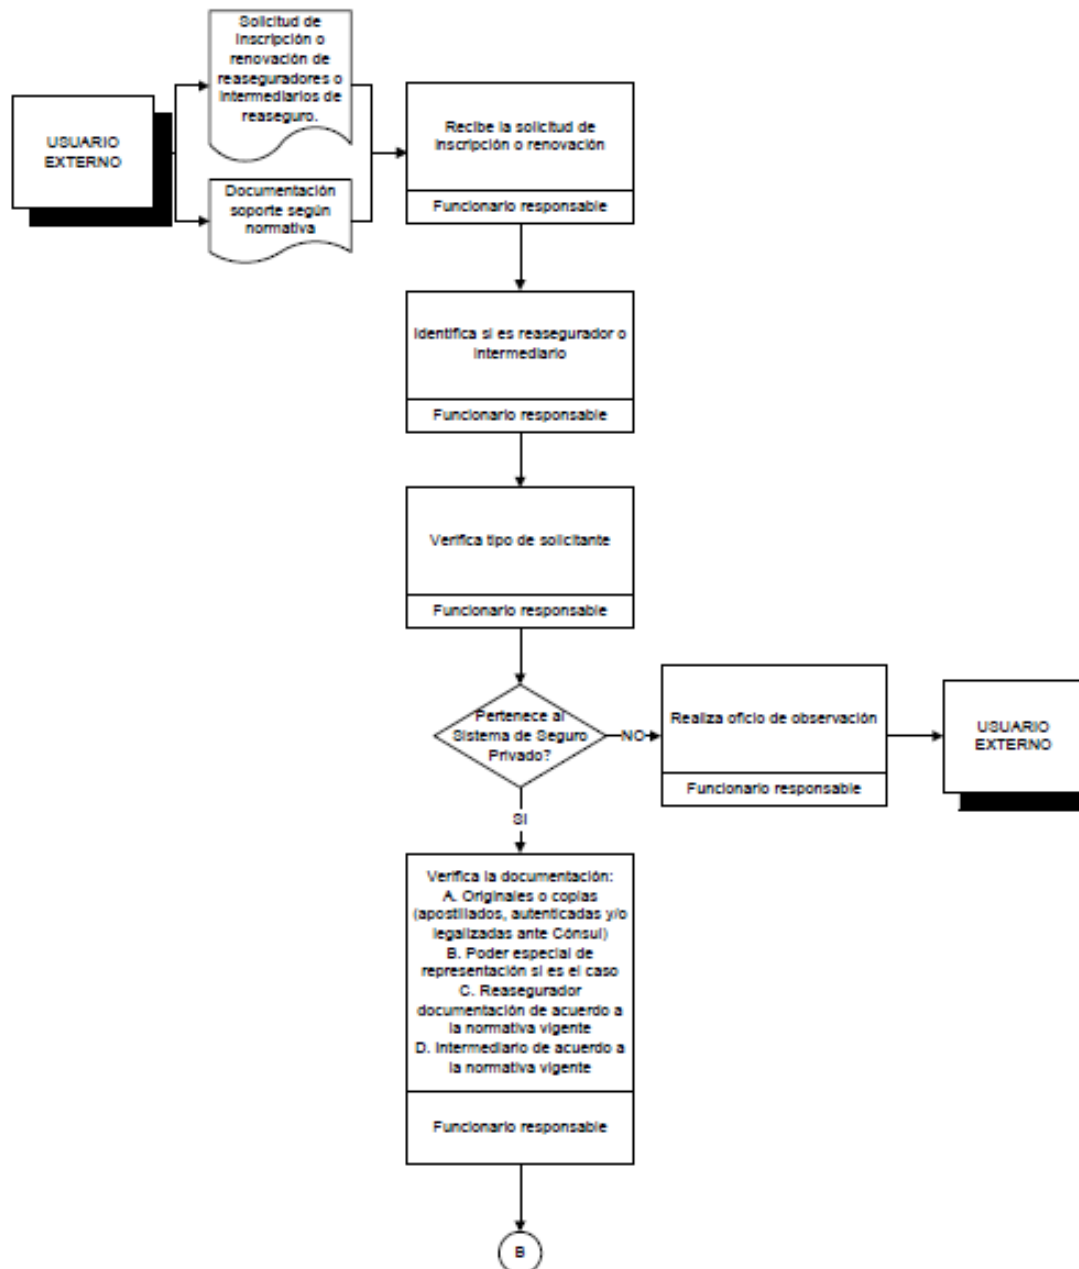 Solicitud de
Inscripción o
renovación de
reaseguradores o
Intermediarios de
reaseguro.
USUARIO
EXTERNO
Documentación
soporte según
normativa
Recibe la solicitud de
Inscripción o renovación
Funcionario responsable
Identifica si es reasegurador o
Intermediario
Funcionario responsable
Verifica tipo de solicitante
Funcionario responsable
Pertenece al
Sistema de Seguro
Privado?
NO
Realiza oficio de observación
Funcionario responsable
USUARIO
EXTERNO
SI
Verifica la documentación:
A. Originales o copias
(apostillados, autenticadas y/o
legalizadas ante Cónsul)
B. Poder especial de
representación si es el caso
C. Reasegurador
documentación de acuerdo a
la normativa vigente
D. Intermediario de acuerdo a
la normativa vigente
Funcionario responsable
B